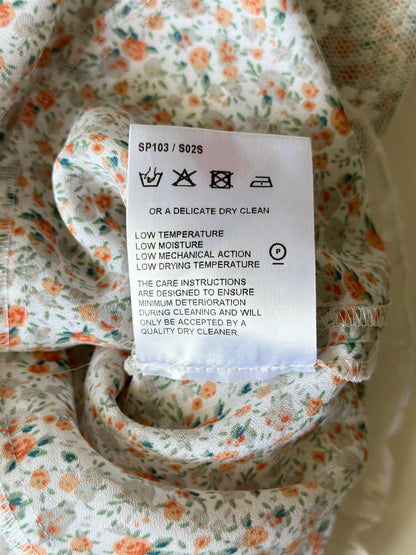 SP103 / S02S
OR A DELICATE DRY CLEAN
LOW TEMPERATURE
LOW MOISTURE
LOW MECHANICAL ACTION
LOW DRYING TEMPERATURE
P
THE CARE INSTRUCTIONS
ARE DESIGNED TO ENSURE
MINIMUM DETERIORATION
DURING CLEANING AND WILL
ONLY BE ACCEPTED BY A
QUALITY DRY CLEANER.